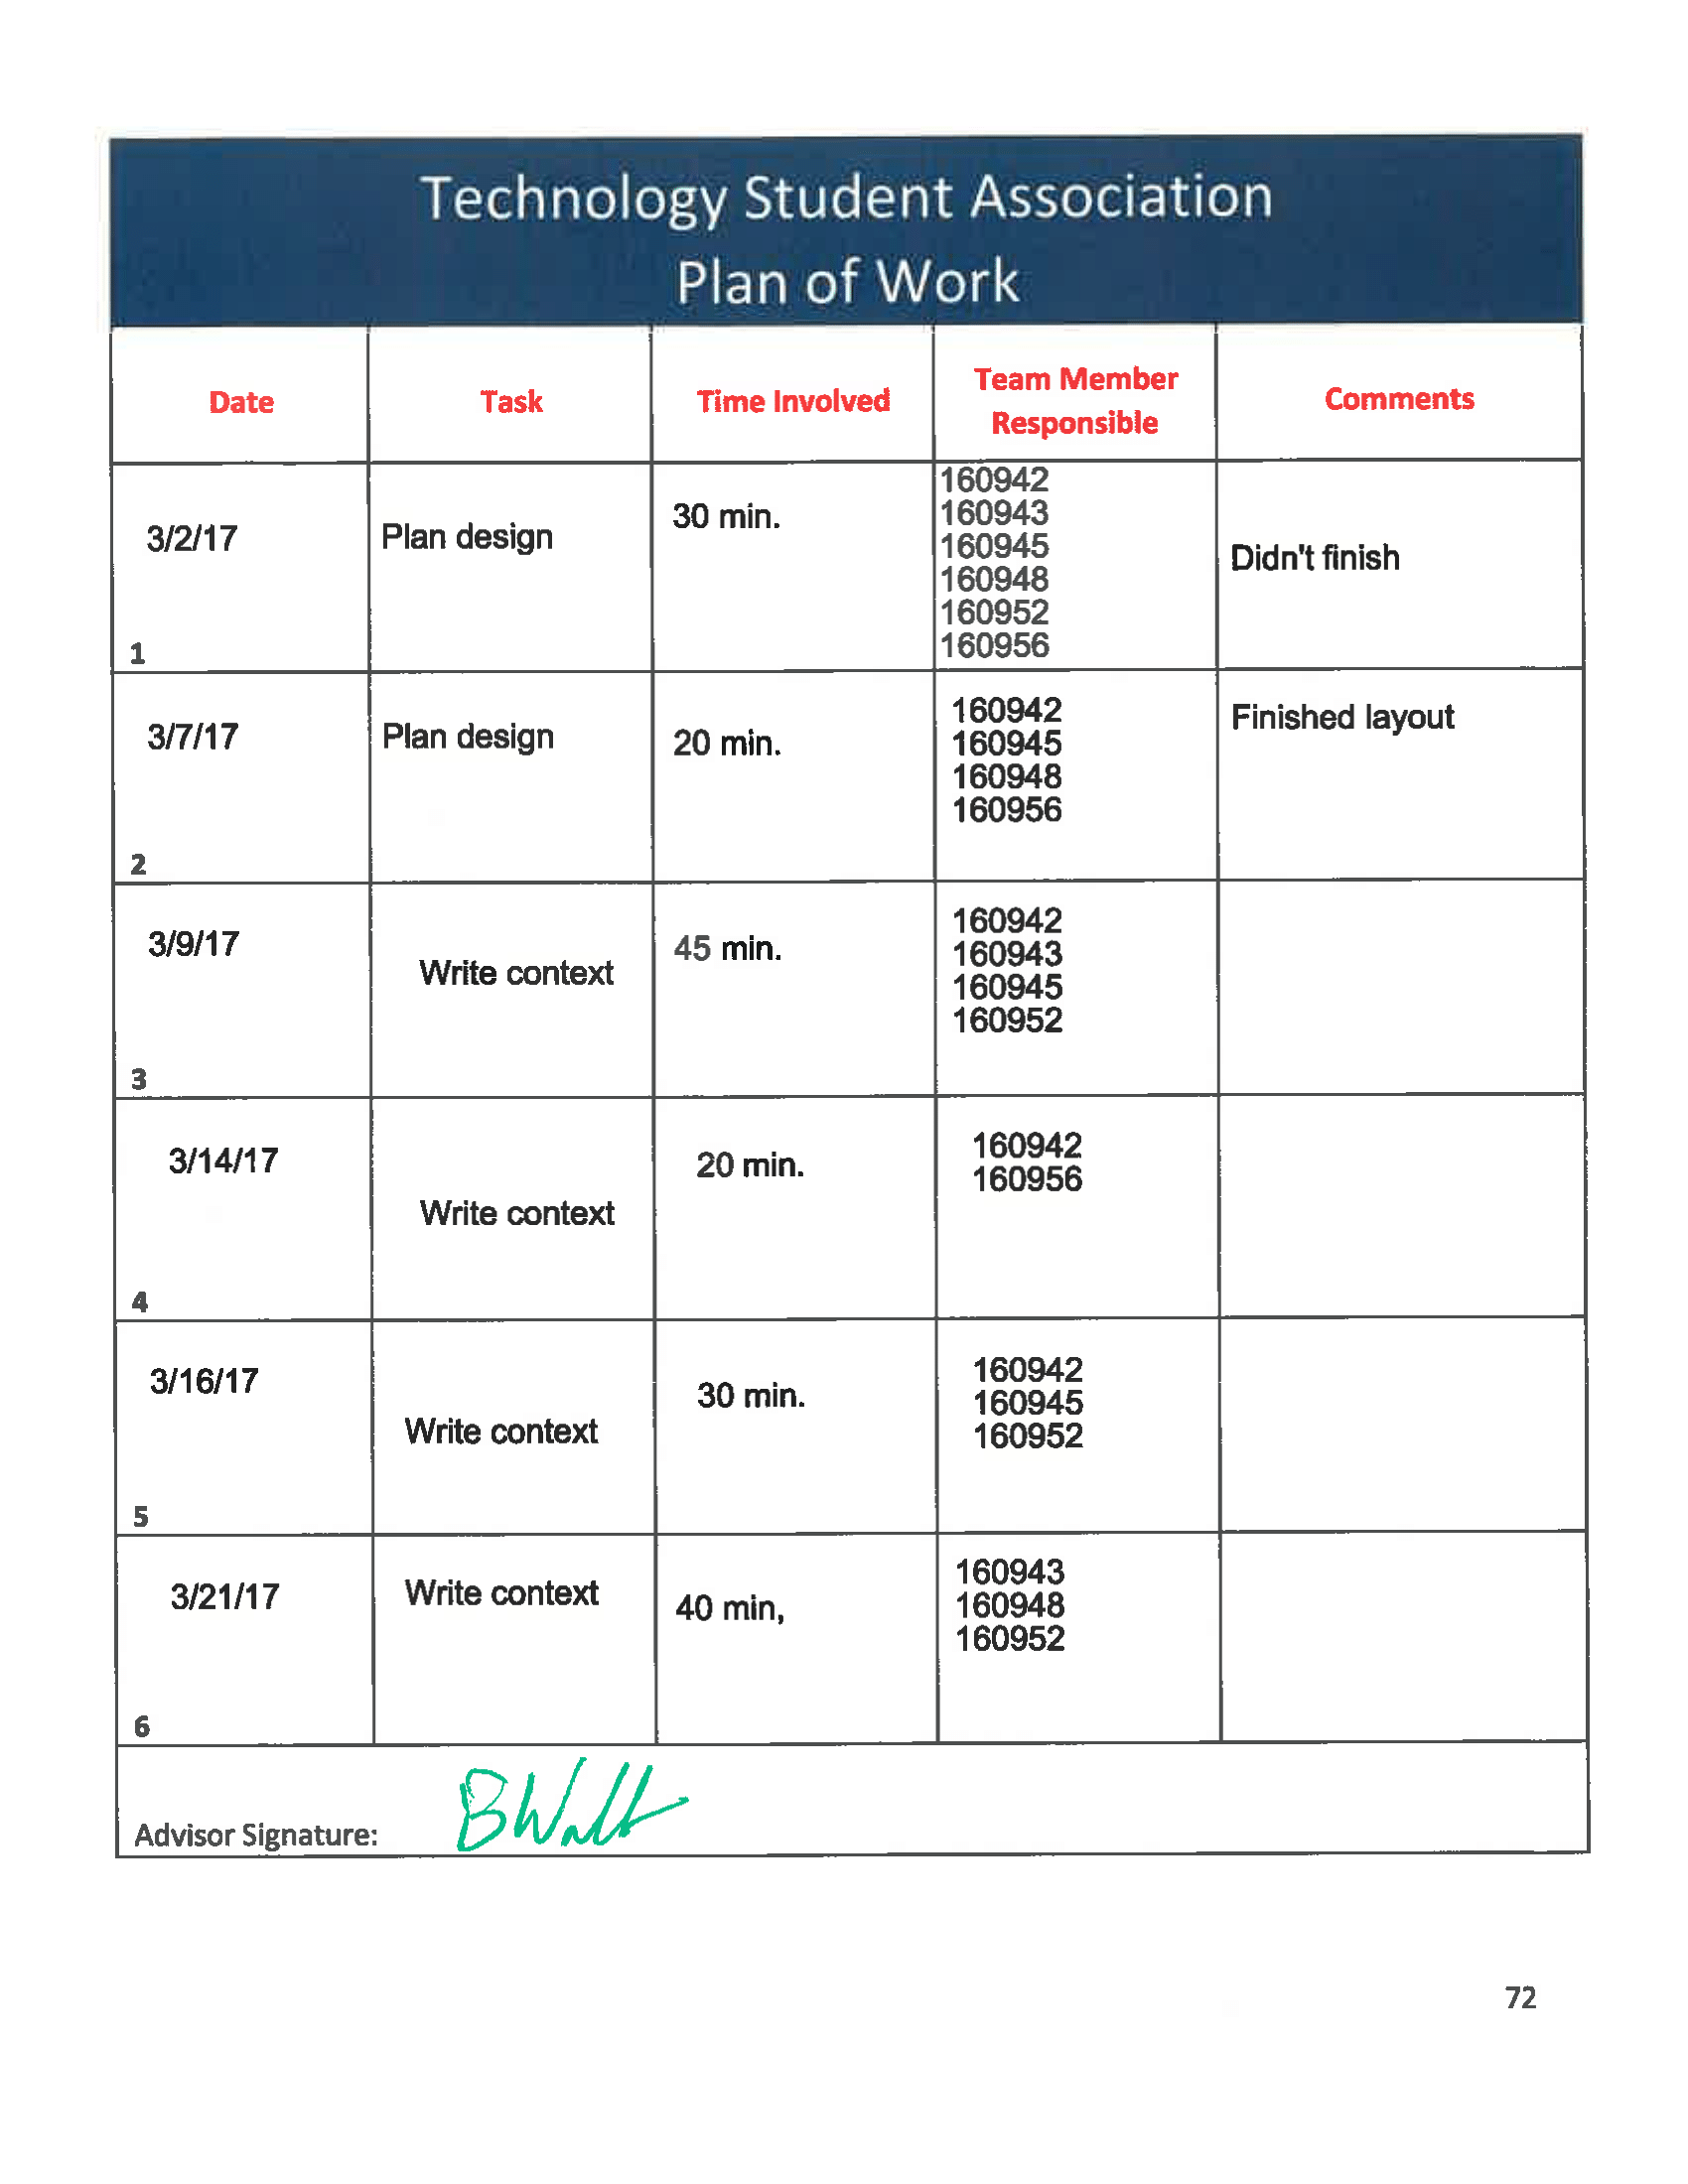 Technology Student Association
Plan of Work
Date Task Time Involved Team Member Responsible Comments
3/2/17 Plan design 30 min.
160942
160943
160945
160948
160952
160956
Didn't finish
1
3/7/17 Plan design 20 min.
160942
160945
160948
160956
Finished layout
2
3/9/17 Write context 45 min.
160942
160943
160945
160952
3
3/14/17 Write context 20 min.
160942
160956
4
3/16/17 Write context 30 min.
160942
160945
160952
5
3/21/17 Write context 40 min,
160943
160948
160952
6
Advisor Signature:
72